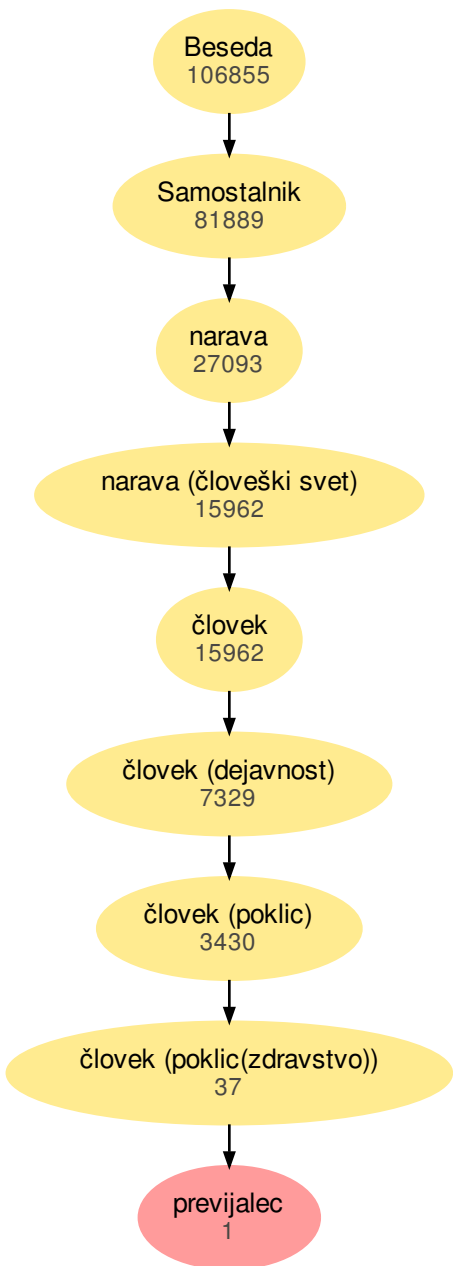 Beseda
106855
Samostalnik
81889
narava
27093
narava (človeški svet)
15962
človek
15962
človek (dejavnost)
7329
človek (poklic)
3430
človek (poklic(zdravstvo))
37
previjalec
1